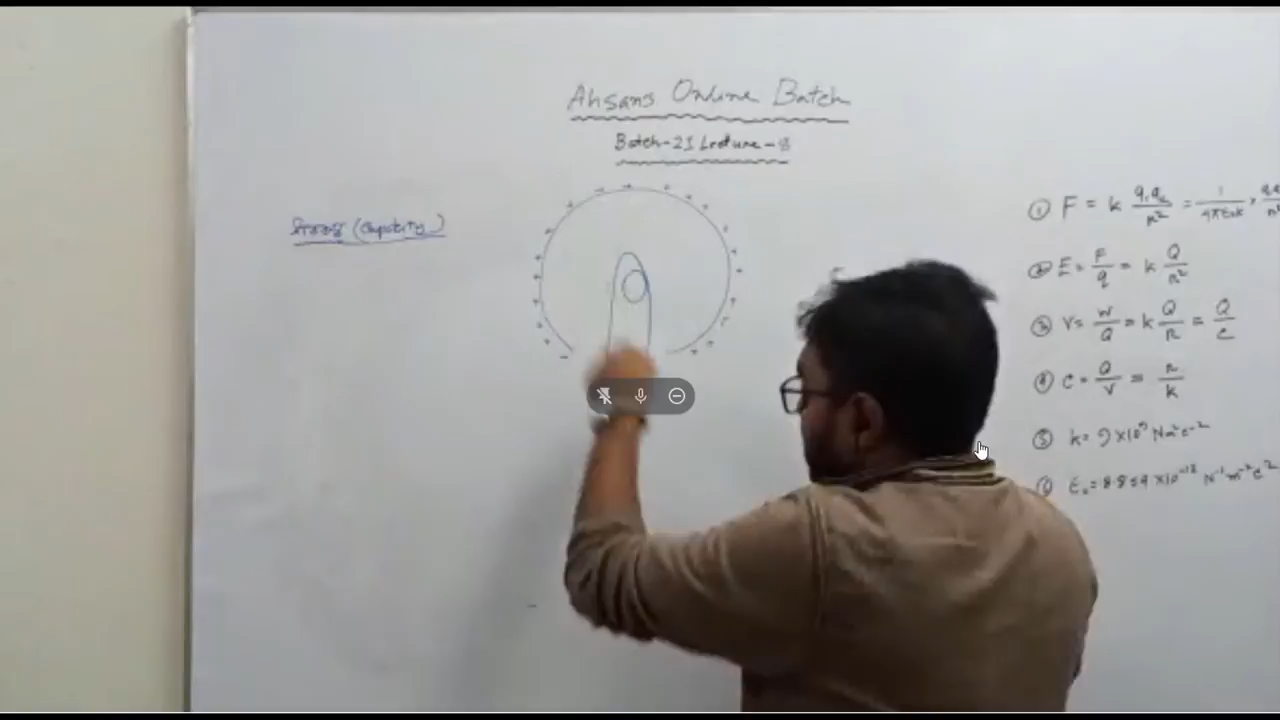 Ahsans Online Batch
Batch-21 Lecture-8
(Capacity)
① F = k q₁q₂/r² = 1/4πε₀k ×
② E = F/q = k Q/r²
③ V = W/Q = k Q/R = Q/C
④ C = Q/V = r/k
⑤ k = 9×10⁹ Nm²c⁻²
⑥ ε₀ = 8.854 ×10⁻¹² N⁻¹m⁻²c²